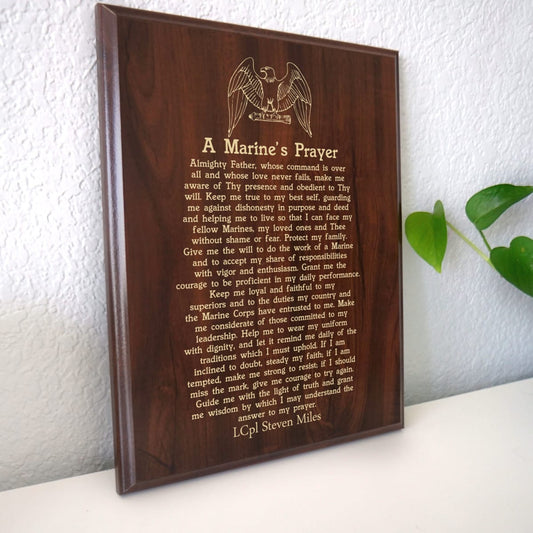 A Marine's Prayer
Almighty Father, whose command is over
all and whose love never fails, make me
aware of Thy presence and obedient to Thy
will. Keep me true to my best self, guarding
me against dishonesty in purpose and deed
and helping me to live so that I can face my
fellow Marines, my loved ones and Thee
without shame or fear. Protect my family.
Give me the will to do the work of a Marine
and to accept my share of responsibilities
with vigor and enthusiasm. Grant me the
courage to be proficient in my daily performance.
Keep me loyal and faithful to my
superiors and to the duties my country and
the Marine Corps have entrusted to me. Make
me considerate of those committed to my
leadership. Help me to wear my uniform
with dignity, and let it remind me daily of the
traditions which I must uphold. If I am
inclined to doubt, steady my faith; if I am
tempted, make me strong to resist; if I should
miss the mark, give me courage to try again.
Guide me with the light of truth and grant
me wisdom by which I may understand the
answer to my prayer.
LCpl Steven Miles